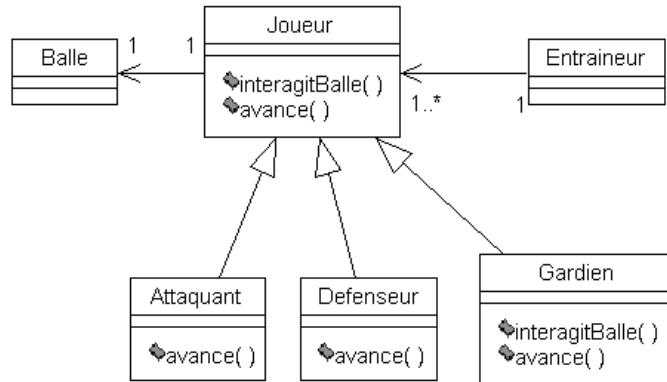 Joueur
1
1
Balle
Entraineur
interagitBalle( )
avance( )
1..*
1
Attaquant
Defenseur
Gardien
avance( )
avance( )
interagitBalle( )
avance( )